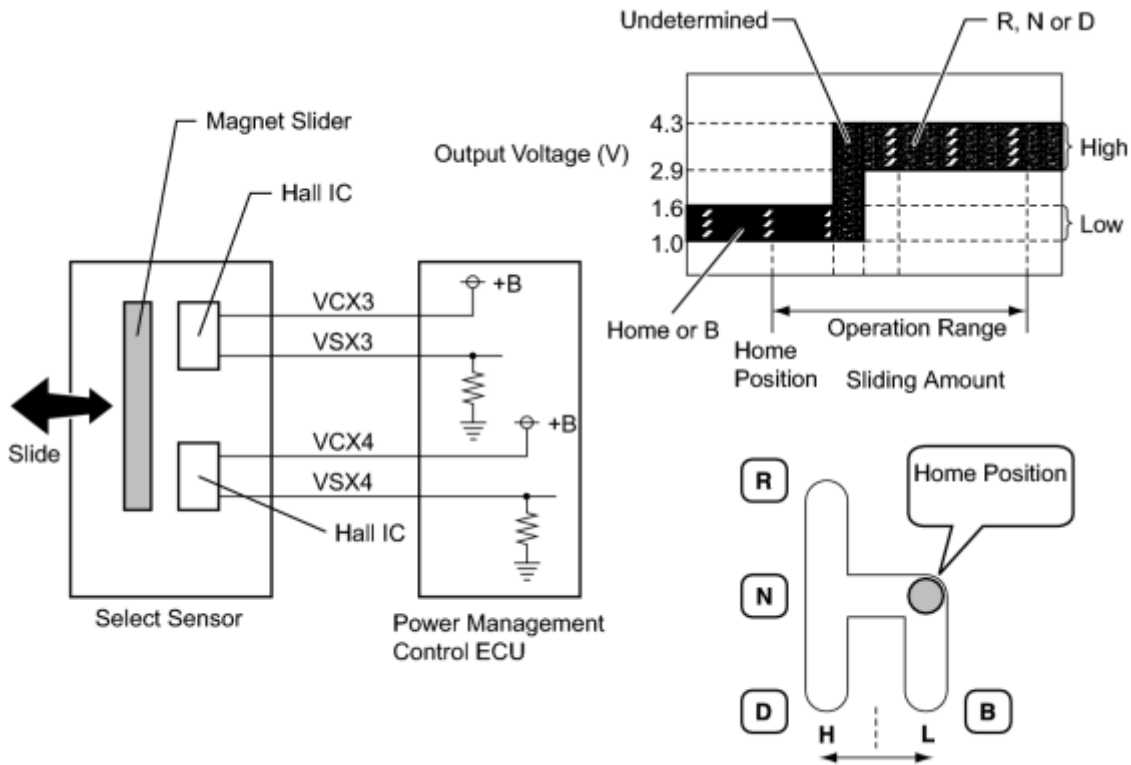 Magnet Slider
Hall IC
VCX3
+B
VSX3
VCX4
+B
VSX4
Hall IC
Slide
Select Sensor
Power Management
Control ECU
Undetermined
R, N or D
Output Voltage (V)
4.3
2.9
1.6
1.0
High
Low
Home or B
Home
Position
Operation Range
Sliding Amount
Home Position
R
N
D
H
L
B